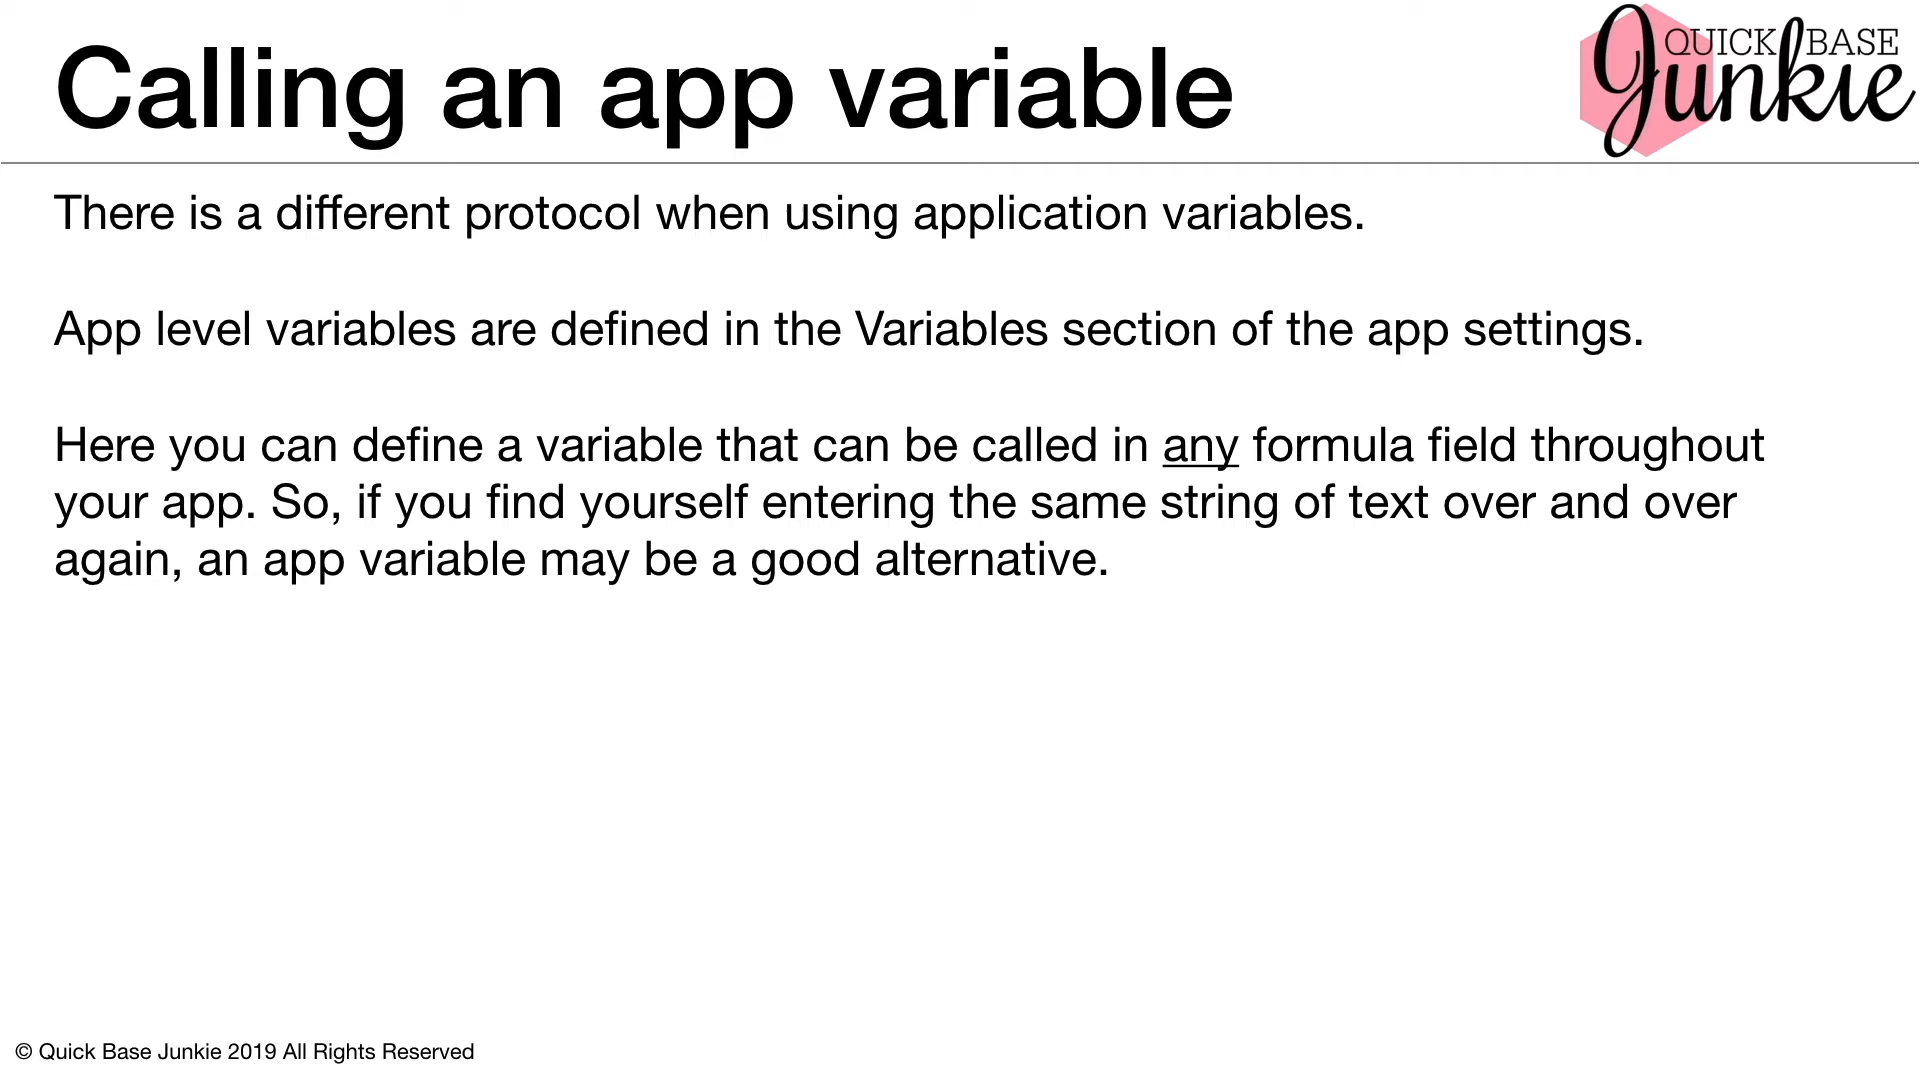 Calling an app variable
QUICK BASE
Junkie
There is a different protocol when using application variables.
App level variables are defined in the Variables section of the app settings.
Here you can define a variable that can be called in any formula field throughout
your app. So, if you find yourself entering the same string of text over and over
again, an app variable may be a good alternative.
© Quick Base Junkie 2019 All Rights Reserved